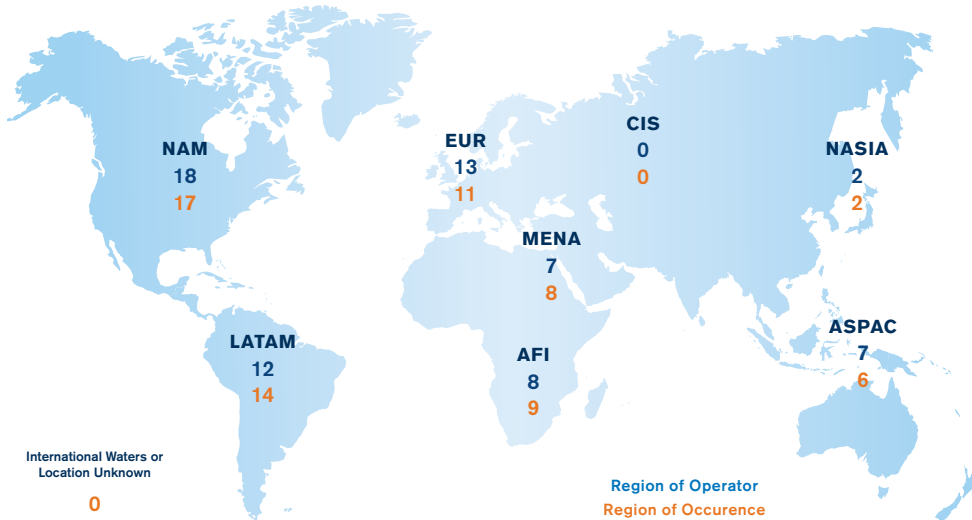 NAM
18
17
EUR
13
11
CIS
0
0
NASIA
2
2
MENA
7
8
LATAM
12
14
AFI
8
9
ASPAC
7
6
International Waters or
Location Unknown
0
Region of Operator
Region of Occurence